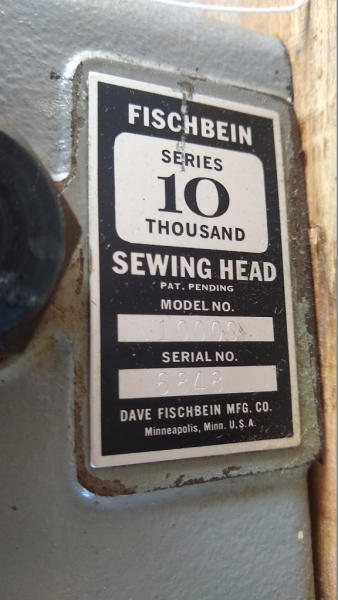 FISCHBEIN
SERIES
10
THOUSAND
SEWING HEAD
PAT. PENDING
MODEL NO.
SERIAL NO.
DAVE FISCHBEIN MFG. CO.
Minneapolis, Minn. U.S.A.